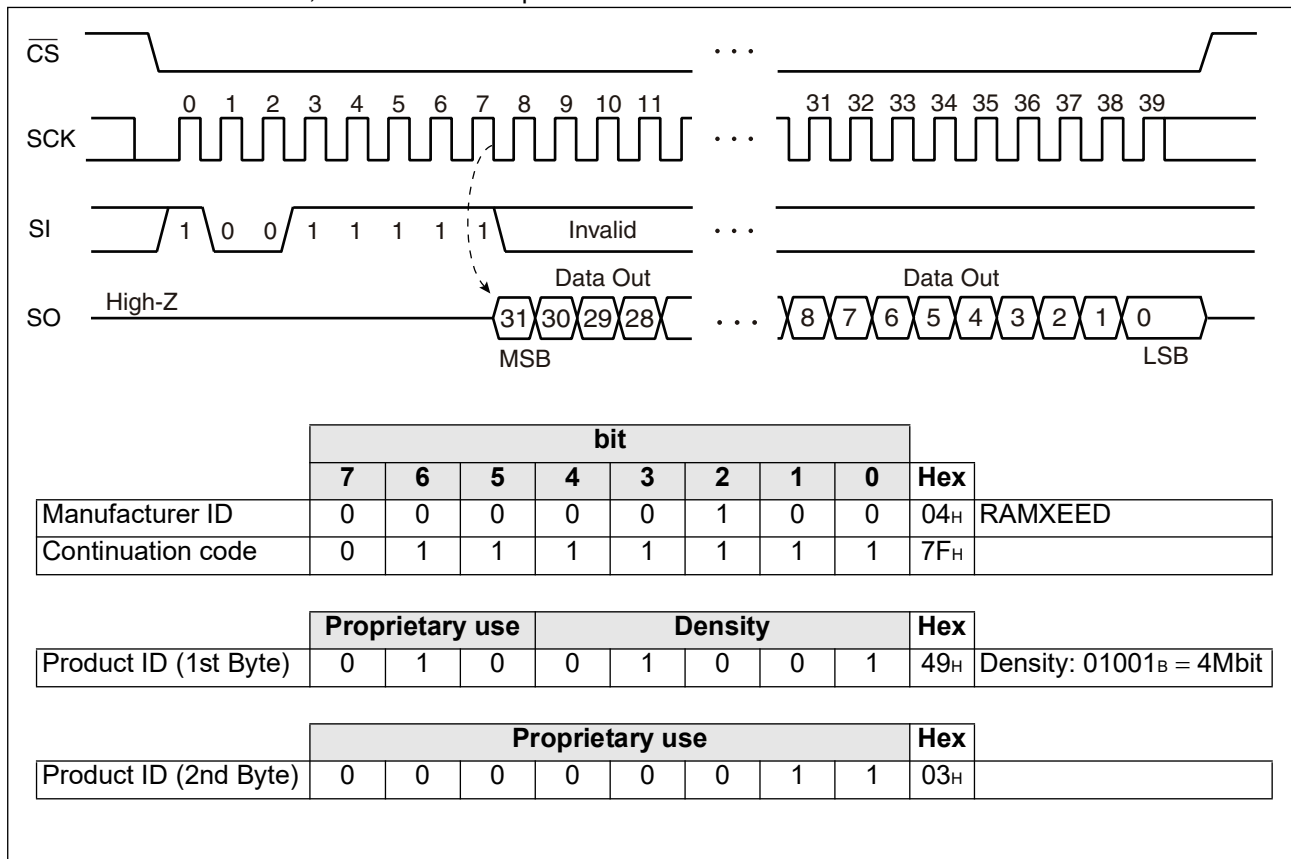 CS
0 1 2 3 4 5 6 7 8 9 10 11 31 32 33 34 35 36 37 38 39
SCK
SI 1 0 0 1 1 1 1 1 Invalid
Data Out Data Out
High-Z
SO 31 30 29 28 8 7 6 5 4 3 2 1 0
MSB LSB
bit
7 6 5 4 3 2 1 0 Hex
Manufacturer ID 0 0 0 0 0 1 0 0 04H RAMXEED
Continuation code 0 1 1 1 1 1 1 1 7FH
Proprietary use Density Hex
Product ID (1st Byte) 0 1 0 0 1 0 0 1 49H Density: 01001B = 4Mbit
Proprietary use Hex
Product ID (2nd Byte) 0 0 0 0 0 0 1 1 03H